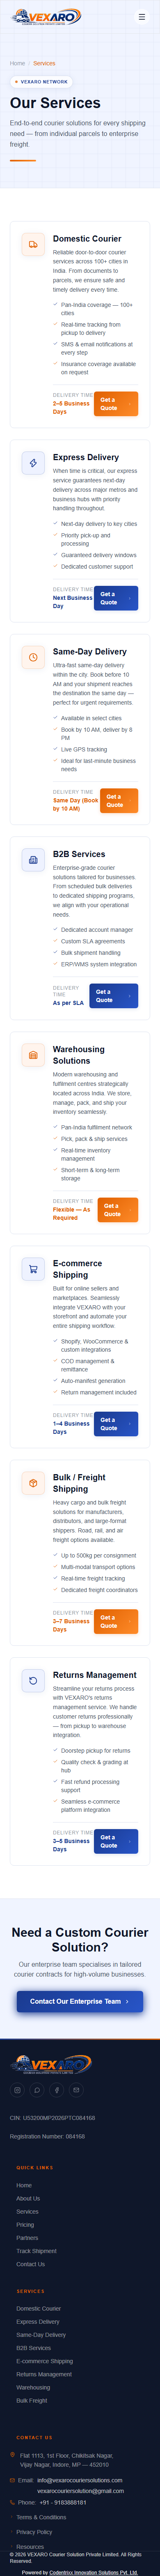 VEXARO
Home / Services
VEXARO NETWORK
Our Services
End-to-end courier solutions for every shipping
need — from individual parcels to enterprise
freight.
Domestic Courier
Reliable door-to-door courier
services across 100+ cities in
India. From documents to
parcels, we ensure safe and
timely delivery every time.
Pan-India coverage — 100+
cities
Real-time tracking from
pickup to delivery
SMS & email notifications at
every step
Insurance coverage available
on request
DELIVERY TIME
2–5 Business
Days
Get a
Quote
Express Delivery
When time is critical, our express
service guarantees next-day
delivery across major metros and
business hubs with priority
handling throughout.
Next-day delivery to key cities
Priority pick-up and
processing
Guaranteed delivery windows
Dedicated customer support
DELIVERY TIME
Next Business
Day
Get a
Quote
Same-Day Delivery
Ultra-fast same-day delivery
within the city. Book before 10
AM and your shipment reaches
the destination the same day —
perfect for urgent requirements.
Available in select cities
Book by 10 AM, deliver by 8
PM
Live GPS tracking
Ideal for last-minute business
needs
DELIVERY TIME
Same Day (Book
by 10 AM)
Get a
Quote
B2B Services
Enterprise-grade courier
solutions tailored for businesses.
From scheduled bulk deliveries
to dedicated shipping programs,
we align with your operational
needs.
Dedicated account manager
Custom SLA agreements
Bulk shipment handling
ERP/WMS system integration
DELIVERY
TIME
As per SLA
Get a
Quote
Warehousing
Solutions
Modern warehousing and
fulfilment centres strategically
located across India. We store,
manage, pack, and ship your
inventory seamlessly.
Pan-India fulfilment network
Pick, pack & ship services
Real-time inventory
management
Short-term & long-term
storage
DELIVERY TIME
Flexible — As
Required
Get a
Quote
E-commerce
Shipping
Built for online sellers and
marketplaces. Seamlessly
integrate VEXARO with your
storefront and automate your
entire shipping workflow.
Shopify, WooCommerce &
custom integrations
COD management &
remittance
Auto-manifest generation
Return management included
DELIVERY TIME
1–4 Business
Days
Get a
Quote
Bulk / Freight
Shipping
Heavy cargo and bulk freight
solutions for manufacturers,
distributors, and large-format
shippers. Road, rail, and air
freight options available.
Up to 500kg per consignment
Multi-modal transport options
Real-time freight tracking
Dedicated freight coordinators
DELIVERY TIME
3–7 Business
Days
Get a
Quote
Returns Management
Streamline your returns process
with VEXARO's returns
management service. We handle
customer returns professionally
— from pickup to warehouse
integration.
Doorstep pickup for returns
Quality check & grading at
hub
Fast refund processing
support
Seamless e-commerce
platform integration
DELIVERY TIME
3–5 Business
Days
Get a
Quote
Need a Custom Courier
Solution?
Our enterprise team specialises in tailored
courier contracts for high-volume businesses.
Contact Our Enterprise Team
VEXARO
CIN: U53200MP2026PTC084168
Registration Number: 084168
QUICK LINKS
Home
About Us
Services
Pricing
Partners
Track Shipment
Contact Us
SERVICES
Domestic Courier
Express Delivery
Same-Day Delivery
B2B Services
E-commerce Shipping
Returns Management
Warehousing
Bulk Freight
CONTACT US
Flat 1113, 1st Floor, Chikitsak Nagar,
Vijay Nagar, Indore, MP — 452010
Email: info@vexarocouriersolutions.com
vexarocouriersolution@gmail.com
Phone: +91 - 9183888181
Terms & Conditions
Privacy Policy
Resources
© 2026 VEXARO Courier Solution Private Limited. All Rights
Reserved.
Powered by Codentrixx Innovation Solutions Pvt. Ltd.